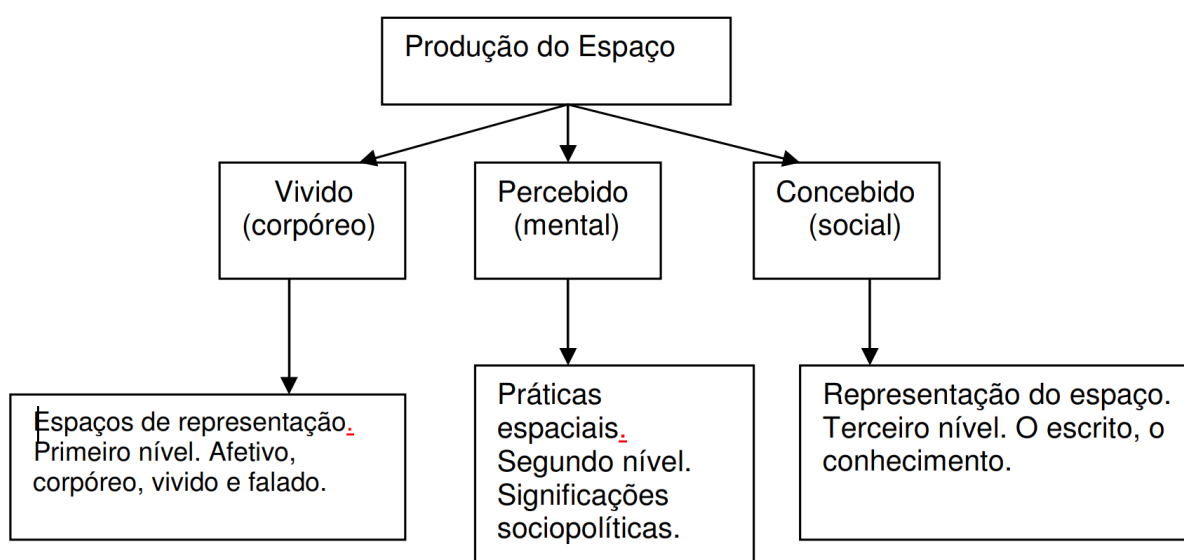 Produção do Espaço
Vivido
(corpóreo)
Percebido
(mental)
Concebido
(social)
Espaços de representação.
Primeiro nível. Afetivo,
corpóreo, vivido e falado.
Práticas
espaciais.
Segundo nível.
Significações
sociopolíticas.
Representação do espaço.
Terceiro nível. O escrito, o
conhecimento.